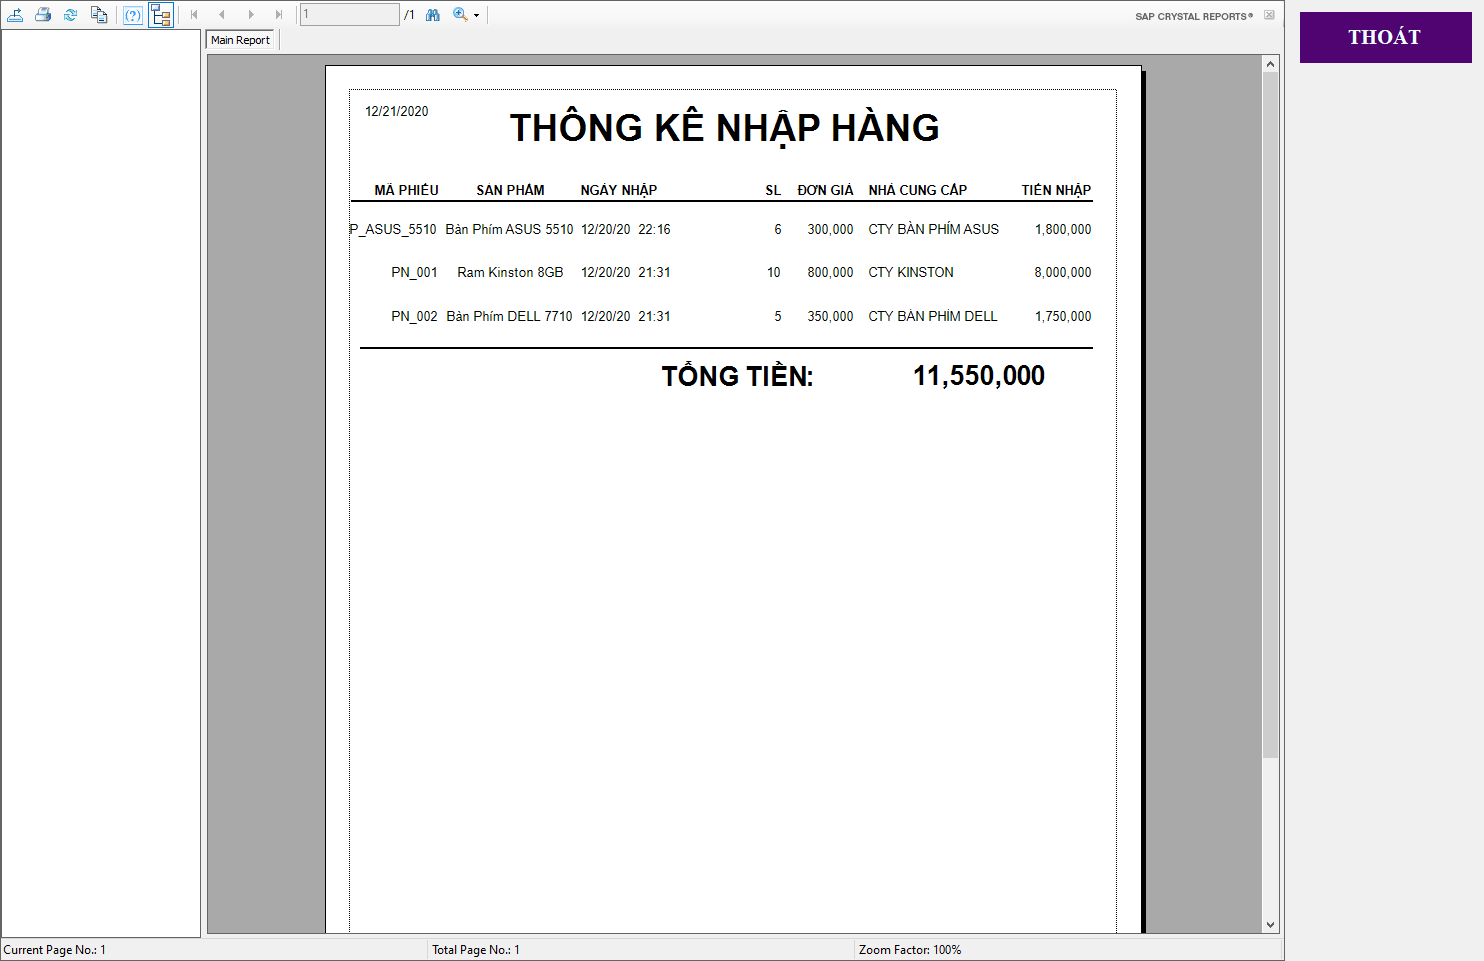 1 /1
SAP CRYSTAL REPORTS®
THOÁT
Main Report
12/21/2020
THÔNG KÊ NHẬP HÀNG
MÃ PHIẾU SẢN PHẨM NGÀY NHẬP SL ĐƠN GIÁ NHÀ CUNG CẤP TIỀN NHẬP
P_ASUS_5510 Bàn Phím ASUS 5510 12/20/20 22:16 6 300,000 CTY BÀN PHÍM ASUS 1,800,000
PN_001 Ram Kinston 8GB 12/20/20 21:31 10 800,000 CTY KINSTON 8,000,000
PN_002 Bàn Phím DELL 7710 12/20/20 21:31 5 350,000 CTY BÀN PHÍM DELL 1,750,000
TỔNG TIỀN: 11,550,000
Current Page No.: 1 Total Page No.: 1 Zoom Factor: 100%